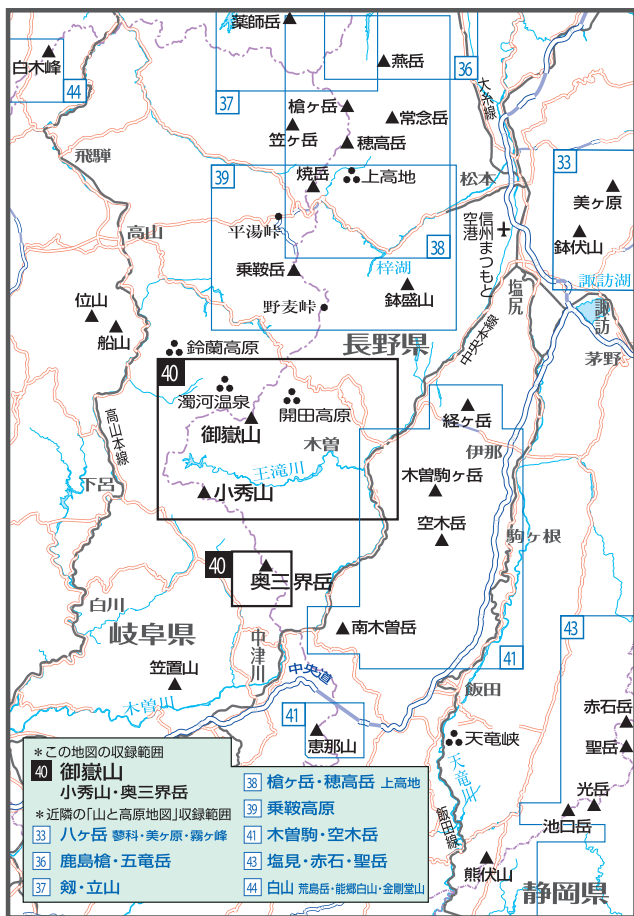 薬師岳
白木峰
44
燕岳
36
大糸線
37
槍ヶ岳
常念岳
笠ヶ岳
穂高岳
飛騨
33
39
焼岳
上高地
松本
美ヶ原
高山
平湯峠
38
信州まつもと
空港
鉢伏山
乗鞍岳
梓湖
鉢盛山
塩尻
諏訪湖
諏訪
位山
船山
野麦峠
長野県
中央本線
茅野
鈴蘭高原
40
濁河温泉
開田高原
御嶽山
木曽
経ヶ岳
伊那
高山本線
王滝川
木曽駒ヶ岳
下呂
小秀山
空木岳
駒ヶ根
40
奥三界岳
白川
岐阜県
中津川
南木曽岳
43
41
笠置山
中央道
飯田
木曽川
41
恵那山
天竜峡
赤石岳
聖岳
天竜川
飯田線
光岳
池口岳
熊伏山
静岡県
*この地図の収録範囲
40 御嶽山
小秀山・奥三界岳
*近隣の「山と高原地図」収録範囲
33 八ヶ岳 蓼科・美ヶ原・霧ヶ峰
36 鹿島槍・五竜岳
37 剱・立山
38 槍ヶ岳・穂高岳 上高地
39 乗鞍高原
41 木曽駒・空木岳
43 塩見・赤石・聖岳
44 白山 荒島岳・能郷白山・金剛堂山